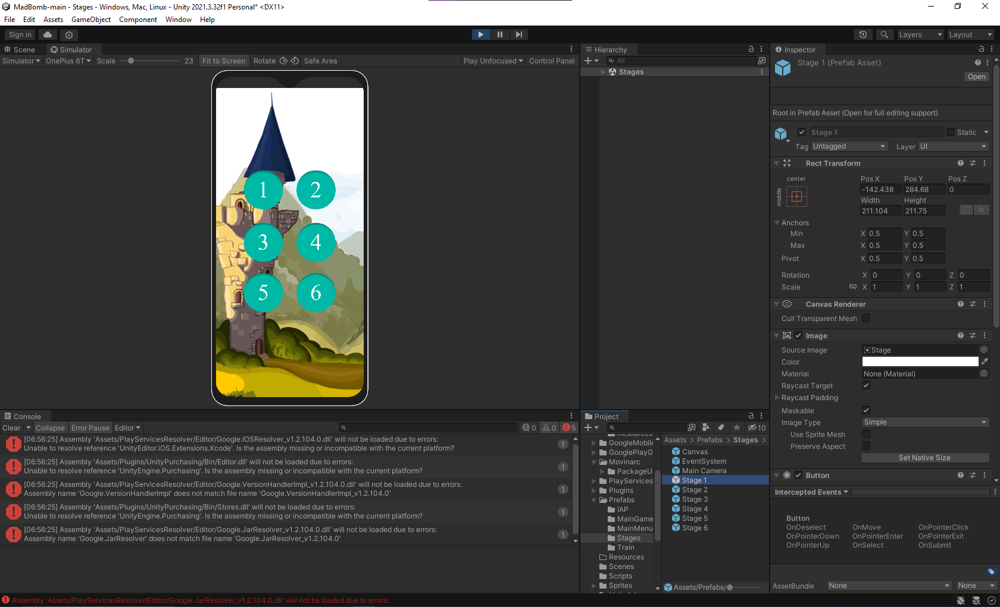 MadBomb-main - Stages - Windows, Mac, Linux - Unity 2021.3.32f1 Personal* <DX11>
File Edit Assets GameObject Component Window Help
Sign in
Layers Layout
Scene Simulator
Simulator OnePlus 6T Scale 23 Fit to Screen Rotate Safe Area Play Unfocused Control Panel
1 2
3 4
5 6
Hierarchy
All
Stages
Inspector
Stage 1 (Prefab Asset)
Open
Root in Prefab Asset (Open for full editing support)
Stage 1 Static
Tag Untagged Layer UI
Rect Transform
center Pos X Pos Y Pos Z
middle
-142.438 284.68 0
Width Height
211.104 211.75 R
Anchors
Min X 0.5 Y 0.5
Max X 0.5 Y 0.5
Pivot X 0.5 Y 0.5
Rotation X 0 Y 0 Z 0
Scale X 1 Y 1 Z 1
Canvas Renderer
Cull Transparent Mesh
Image
Source Image Stage
Color
Material None (Material)
Raycast Target
Raycast Padding
Maskable
Image Type Simple
Use Sprite Mesh
Preserve Aspect
Set Native Size
Button
Intercepted Events
Button
OnDeselect OnMove OnPointerClick
OnPointerDown OnPointerEnter OnPointerExit
OnPointerUp OnSelect OnSubmit
AssetBundle None None
Console
Clear Collapse Error Pause Editor 0 0 5
[06:56:25] Assembly 'Assets/PlayServicesResolver/Editor/Google.IOSResolver_v1.2.104.0.dll' will not be loaded due to errors:
Unable to resolve reference 'UnityEditor.iOS.Extensions.Xcode'. Is the assembly missing or incompatible with the current platform?
1
[06:56:25] Assembly 'Assets/Plugins/UnityPurchasing/Bin/Editor.dll' will not be loaded due to errors:
Unable to resolve reference 'UnityEngine.Purchasing'. Is the assembly missing or incompatible with the current platform?
1
[06:56:25] Assembly 'Assets/PlayServicesResolver/Editor/Google.VersionHandlerImpl_v1.2.104.0.dll' will not be loaded due to errors:
Assembly name 'Google.VersionHandlerImpl' does not match file name 'Google.VersionHandlerImpl_v1.2.104.0'
1
[06:56:25] Assembly 'Assets/Plugins/UnityPurchasing/Bin/Stores.dll' will not be loaded due to errors:
Unable to resolve reference 'UnityEngine.Purchasing'. Is the assembly missing or incompatible with the current platform?
1
[06:56:25] Assembly 'Assets/PlayServicesResolver/Editor/Google.JarResolver_v1.2.104.0.dll' will not be loaded due to errors:
Assembly name 'Google.JarResolver' does not match file name 'Google.JarResolver_v1.2.104.0'
1
Project
10
Resources
GoogleMobile
GooglePlayG
Movinarc
PackageU
PlayServices
Plugins
Prefabs
IAP
MainGame
MainMenu
Stages
Train
Resources
Scenes
Scripts
Sprites
Assets > Prefabs > Stages >
Canvas
EventSystem
Main Camera
Stage 1
Stage 2
Stage 3
Stage 4
Stage 5
Stage 6
Assets/Prefabs/
Assembly 'Assets/PlayServicesResolver/Editor/Google.JarResolver_v1.2.104.0.dll' will not be loaded due to errors: